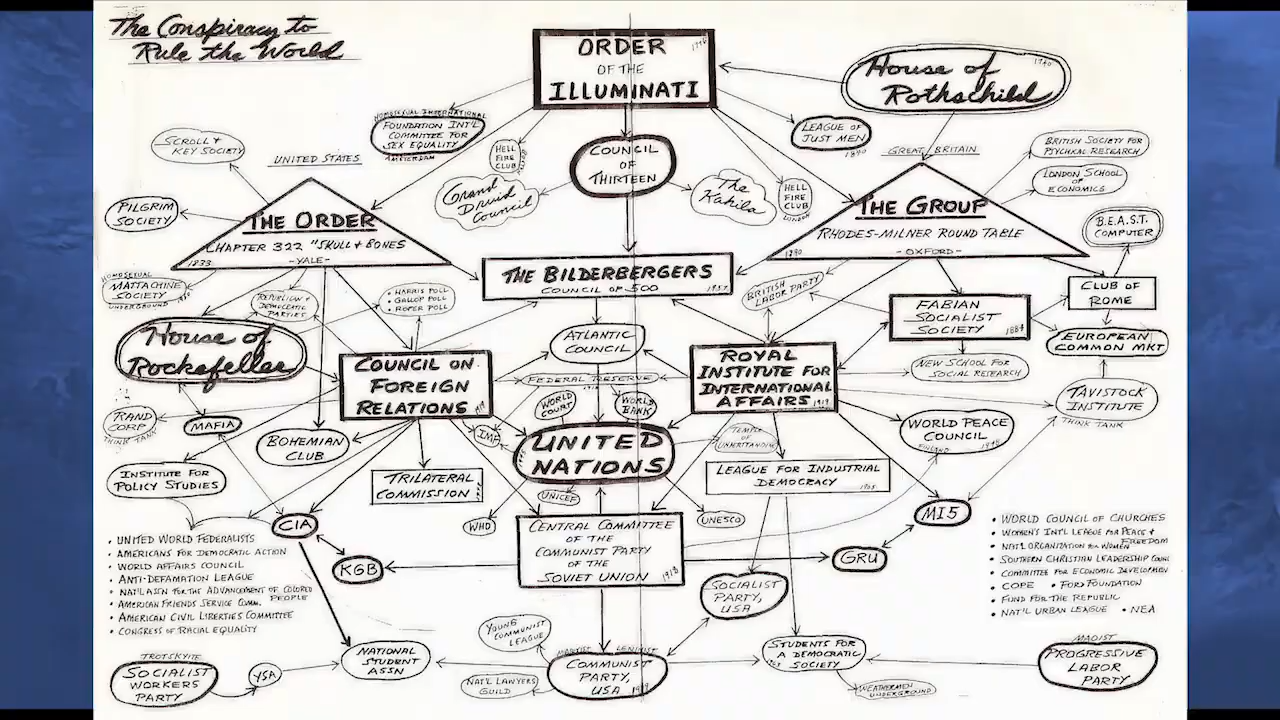 The Conspiracy to
Rule the World
ORDER
OF THE
ILLUMINATI
House of
Rothschild
HOMOSEXUAL INTERNATIONAL
FOUNDATION INT'L
COMMITTEE FOR
SEX EQUALITY
AMSTERDAM
HELL
FIRE
CLUB
COUNCIL
OF
THIRTEEN
LEAGUE OF
JUST MEN
SCROLL +
KEY SOCIETY
UNITED STATES
GREAT BRITAIN
BRITISH SOCIETY FOR
PSYCHICAL RESEARCH
LONDON SCHOOL
OF
ECONOMICS
Grand
Druid
Council
The
Kahila
HELL
FIRE
CLUB
LONDON
PILGRIM
SOCIETY
THE ORDER
CHAPTER 322 "SKULL + BONES
1833
-YALE-
THE GROUP
RHODES-MILNER ROUND TABLE
1890
-OXFORD-
B.E.A.S.T.
COMPUTER
THE BILDERBERGERS
COUNCIL OF 500
HOMOSEXUAL
MATTACHINE
SOCIETY
UNDERGROUND
REPUBLICAN +
DEMOCRATIC
PARTIES
• HARRIS POLL
• GALLOP POLL
• ROPER POLL
BRITISH
LABOR PARTY
CLUB OF
ROME
House of
Rockefeller
ATLANTIC
COUNCIL
FABIAN
SOCIALIST
SOCIETY
1884
EUROPEAN
COMMON MKT
COUNCIL ON
FOREIGN
RELATIONS
FEDERAL RESERVE
ROYAL
INSTITUTE FOR
INTERNATIONAL
AFFAIRS
1919
NEW SCHOOL FOR
SOCIAL RESEARCH
TAVISTOCK
INSTITUTE
THINK TANK
RAND
CORP
THINK TANK
MAFIA
WORLD
COURT
WORLD
BANK
IMF
BOHEMIAN
CLUB
UNITED
NATIONS
TEMPLE
OF
UNDERSTANDING
WORLD PEACE
COUNCIL
INSTITUTE FOR
POLICY STUDIES
TRILATERAL
COMMISSION
LEAGUE FOR INDUSTRIAL
DEMOCRACY
1905
UNICEF
WHO
UNESCO
CIA
MI5
CENTRAL COMMITTEE
OF THE
COMMUNIST PARTY
OF THE
SOVIET UNION
KGB
GRU
• UNITED WORLD FEDERALISTS
• AMERICANS FOR DEMOCRATIC ACTION
• WORLD AFFAIRS COUNCIL
• ANTI-DEFAMATION LEAGUE
• NAT'L ASSN FOR THE ADVANCEMENT OF COLORED
PEOPLE
• AMERICAN FRIENDS SERVICE COMM.
• AMERICAN CIVIL LIBERTIES COMMITTEE
• CONGRESS OF RACIAL EQUALITY
• WORLD COUNCIL OF CHURCHES
• WOMEN'S INT'L LEAGUE FOR PEACE +
FREEDOM
• NAT'L ORGANIZATION FOR WOMEN
• SOUTHERN CHRISTIAN LEADERSHIP COUNC
• COMMITTEE FOR ECONOMIC DEVELOPMENT
• COPE • FORD FOUNDATION
• FUND FOR THE REPUBLIC
• NAT'L URBAN LEAGUE • NEA
SOCIALIST
PARTY,
USA
YOUNG
COMMUNIST
LEAGUE
NATIONAL
STUDENT
ASSN
STUDENTS FOR
A DEMOCRATIC
SOCIETY
TROTSKYITE
SOCIALIST
WORKERS
PARTY
YSA
MARXIST LENINIST
COMMUNIST
PARTY, USA
1919
NAT'L LAWYERS
GUILD
WEATHERMEN
UNDERGROUND
MAOIST
PROGRESSIVE
LABOR
PARTY